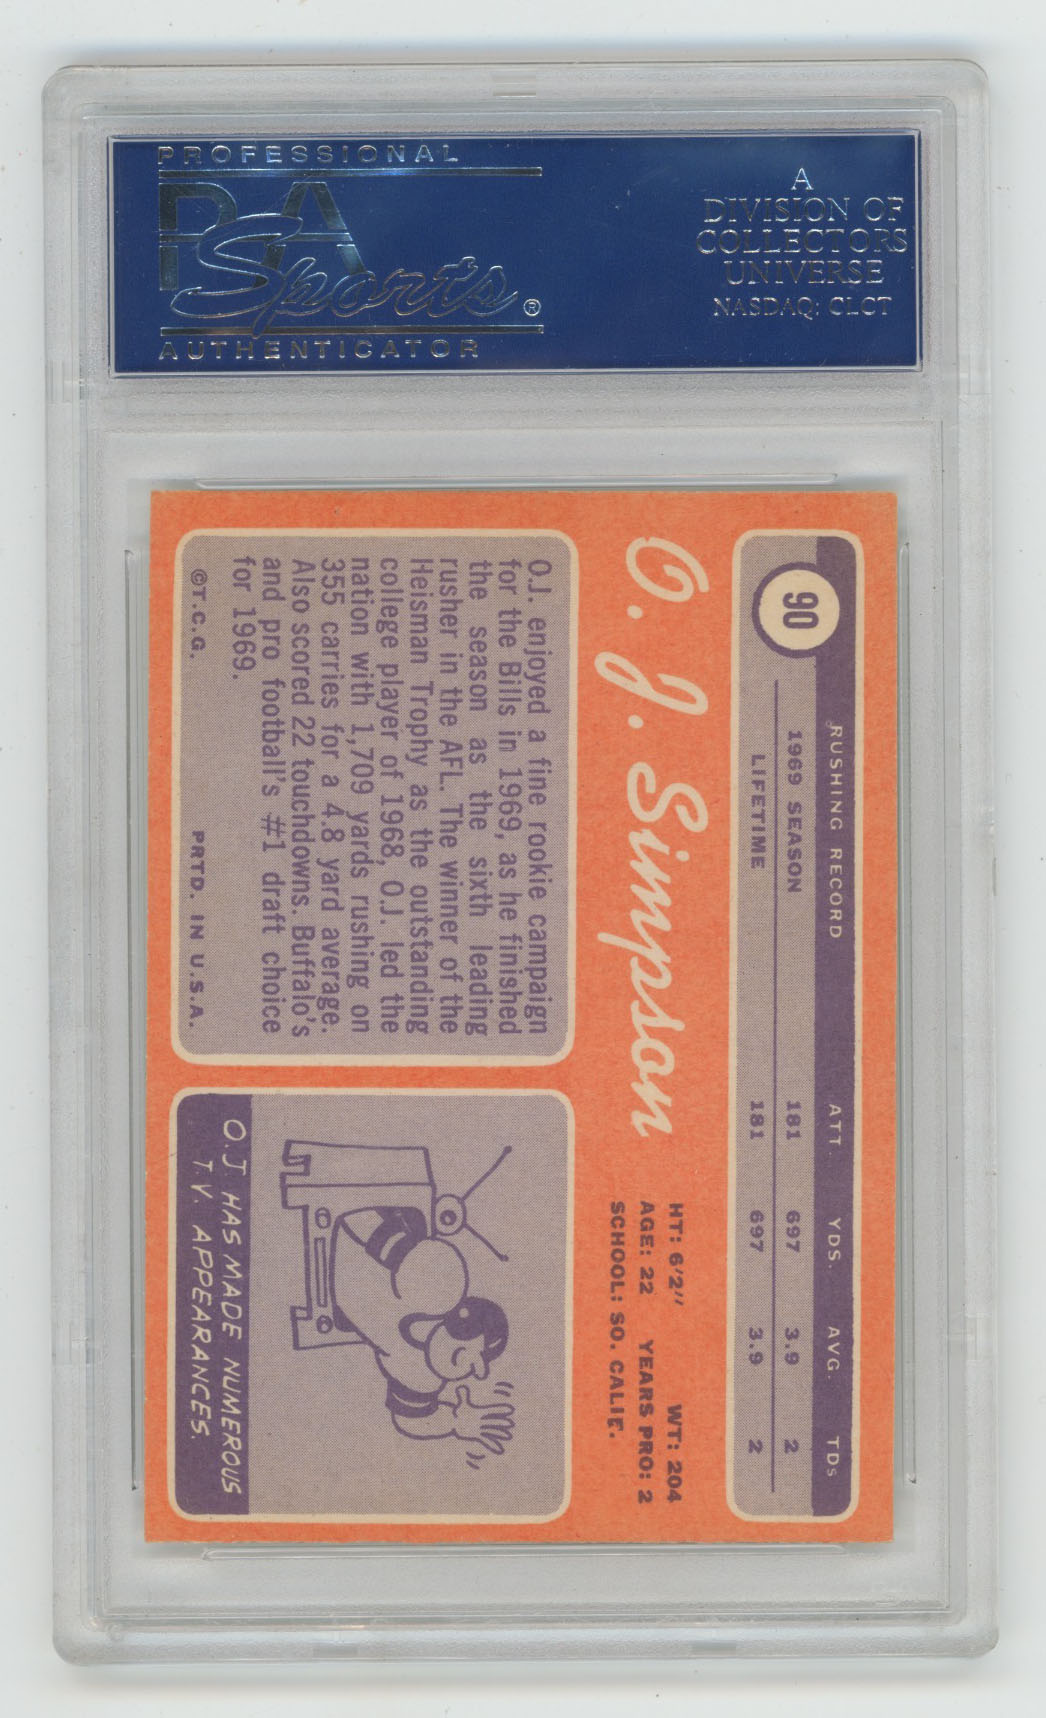 PROFESSIONAL
PSA
Sports®
AUTHENTICATOR
A
DIVISION OF
COLLECTORS
UNIVERSE
NASDAQ: CLCT
90
RUSHING RECORD ATT. YDS. AVG. TDs
1969 SEASON 181 697 3.9 2
LIFETIME 181 697 3.9 2
O. J. Simpson
HT: 6'2" WT: 204
AGE: 22 YEARS PRO: 2
SCHOOL: SO. CALIF.
O.J. enjoyed a fine rookie campaign
for the Bills in 1969, as he finished
the season as the sixth leading
rusher in the AFL. The winner of the
Heisman Trophy as the outstanding
college player of 1968, O.J. led the
nation with 1,709 yards rushing on
355 carries for a 4.8 yard average.
Also scored 22 touchdowns. Buffalo's
and pro football's #1 draft choice
for 1969.
©T.C.G. PRTD. IN U.S.A.
O.J. HAS MADE NUMEROUS
T.V. APPEARANCES.